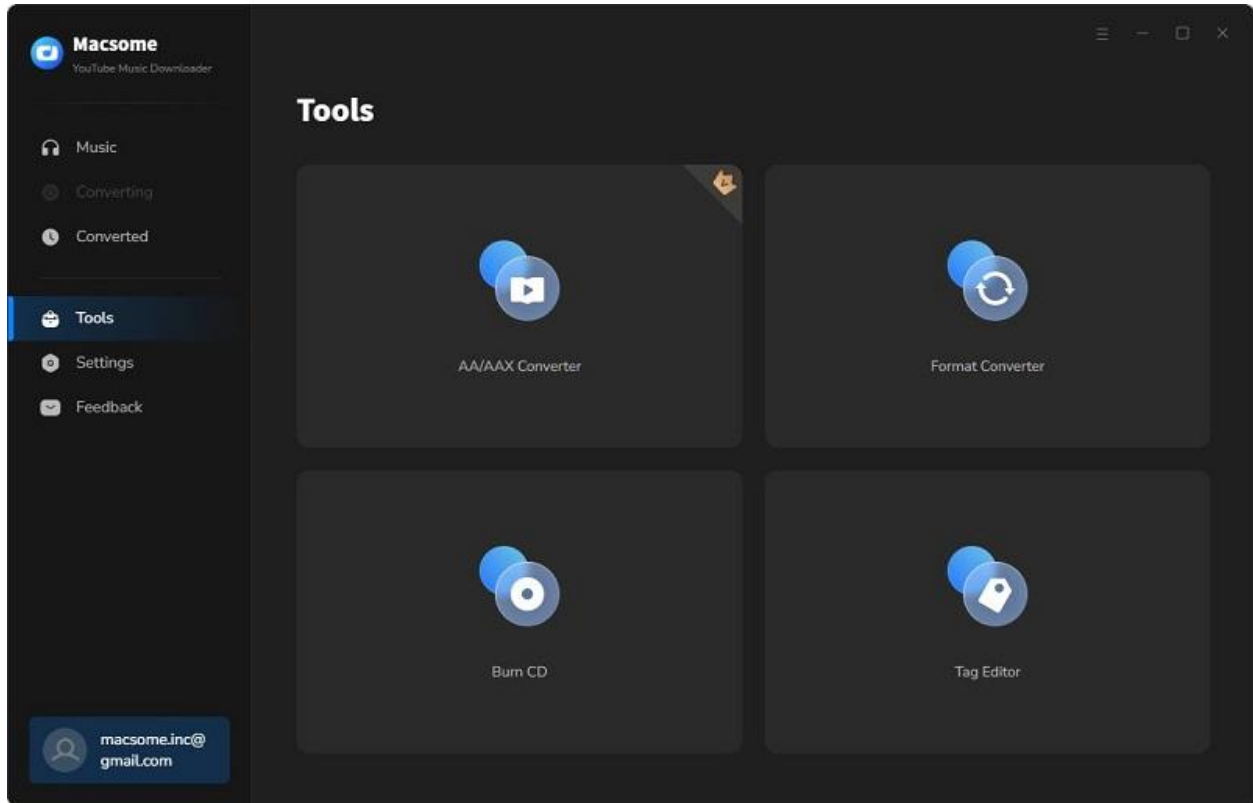 Macsome
YouTube Music Downloader
Music
Converting
Converted
Tools
Settings
Feedback
macsome.inc@
gmail.com
Tools
AA/AAX Converter
Format Converter
Burn CD
Tag Editor